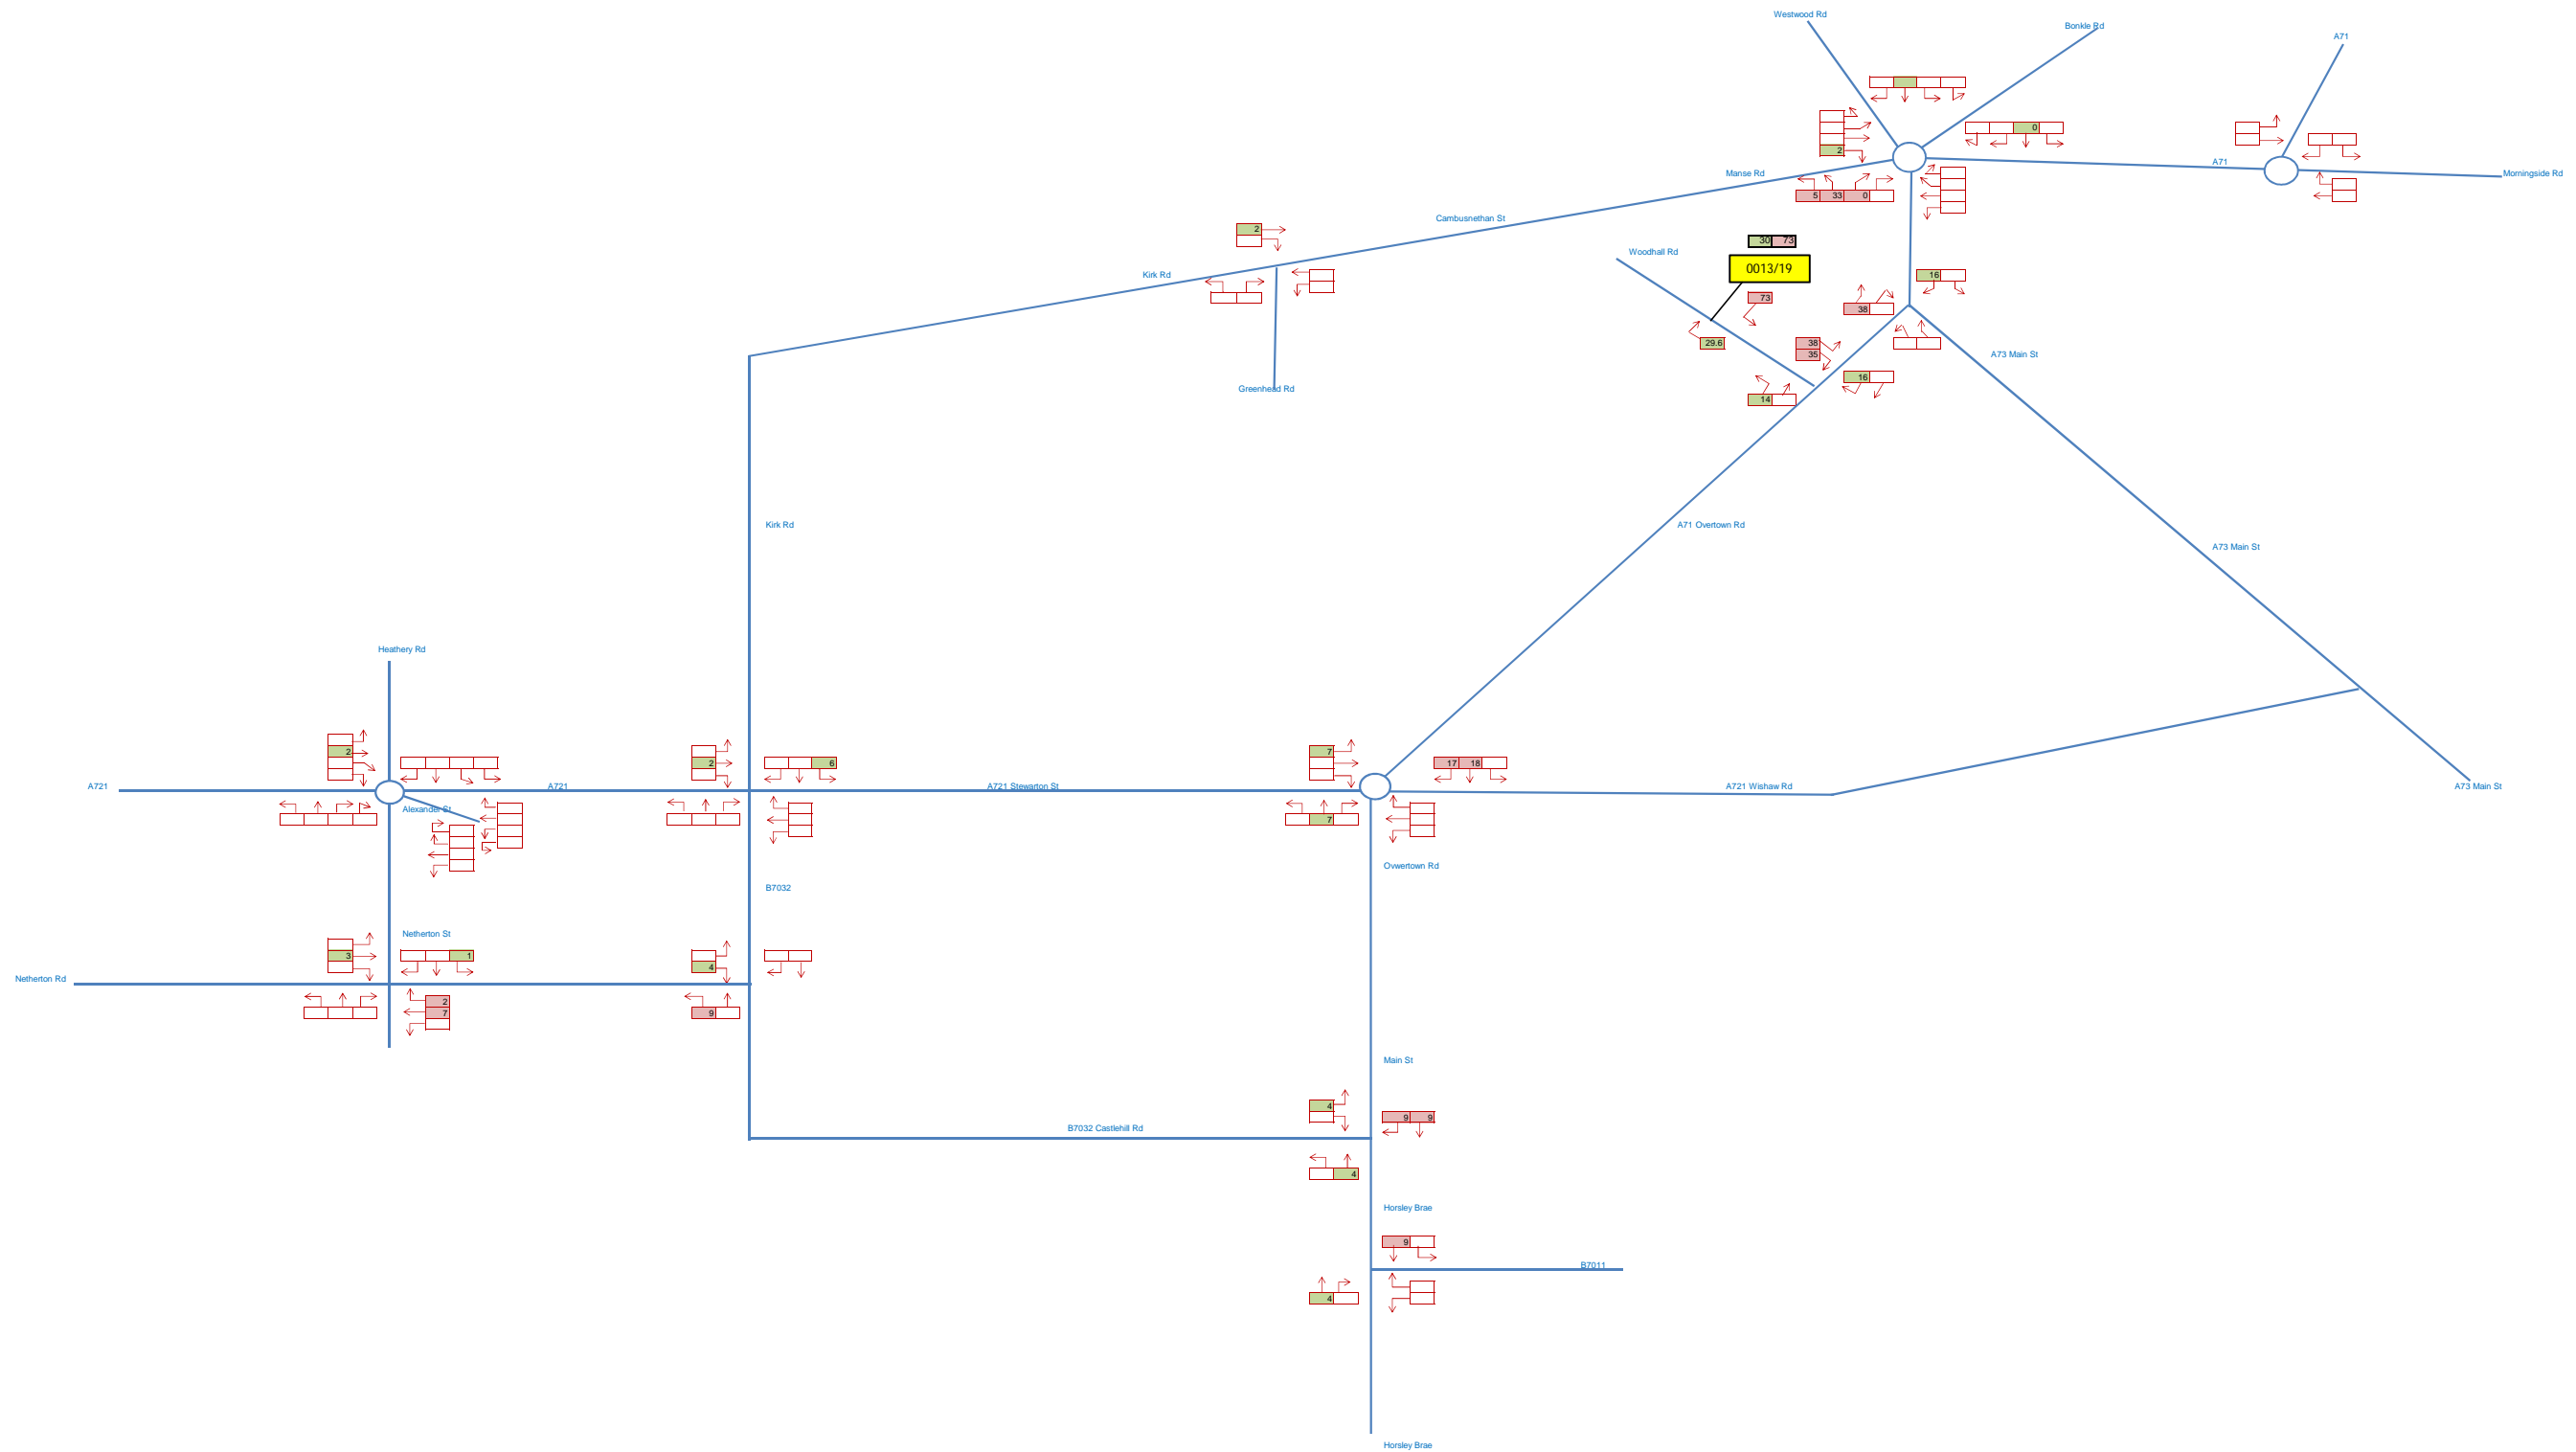 Westwood Rd
Bonkle Rd
A71
0
2
Manse Rd
A71
Morningside Rd
5 33 0
Cambusnethan St
2
30 73
Woodhall Rd
0013/19
Kirk Rd
16
73
38
29.6
38
35
A73 Main St
16
Greenhead Rd
14
Kirk Rd
A71 Overtown Rd
A73 Main St
Heathery Rd
2
2
6
7
17 18
A721
A721
A721 Stewarton St
A721 Wishaw Rd
A73 Main St
Alexander St
7
Ovwertown Rd
B7032
Netherton St
3
1
4
Netherton Rd
2
7
9
Main St
4
9 9
B7032 Castlehill Rd
4
Horsley Brae
9
B7011
4
Horsley Brae